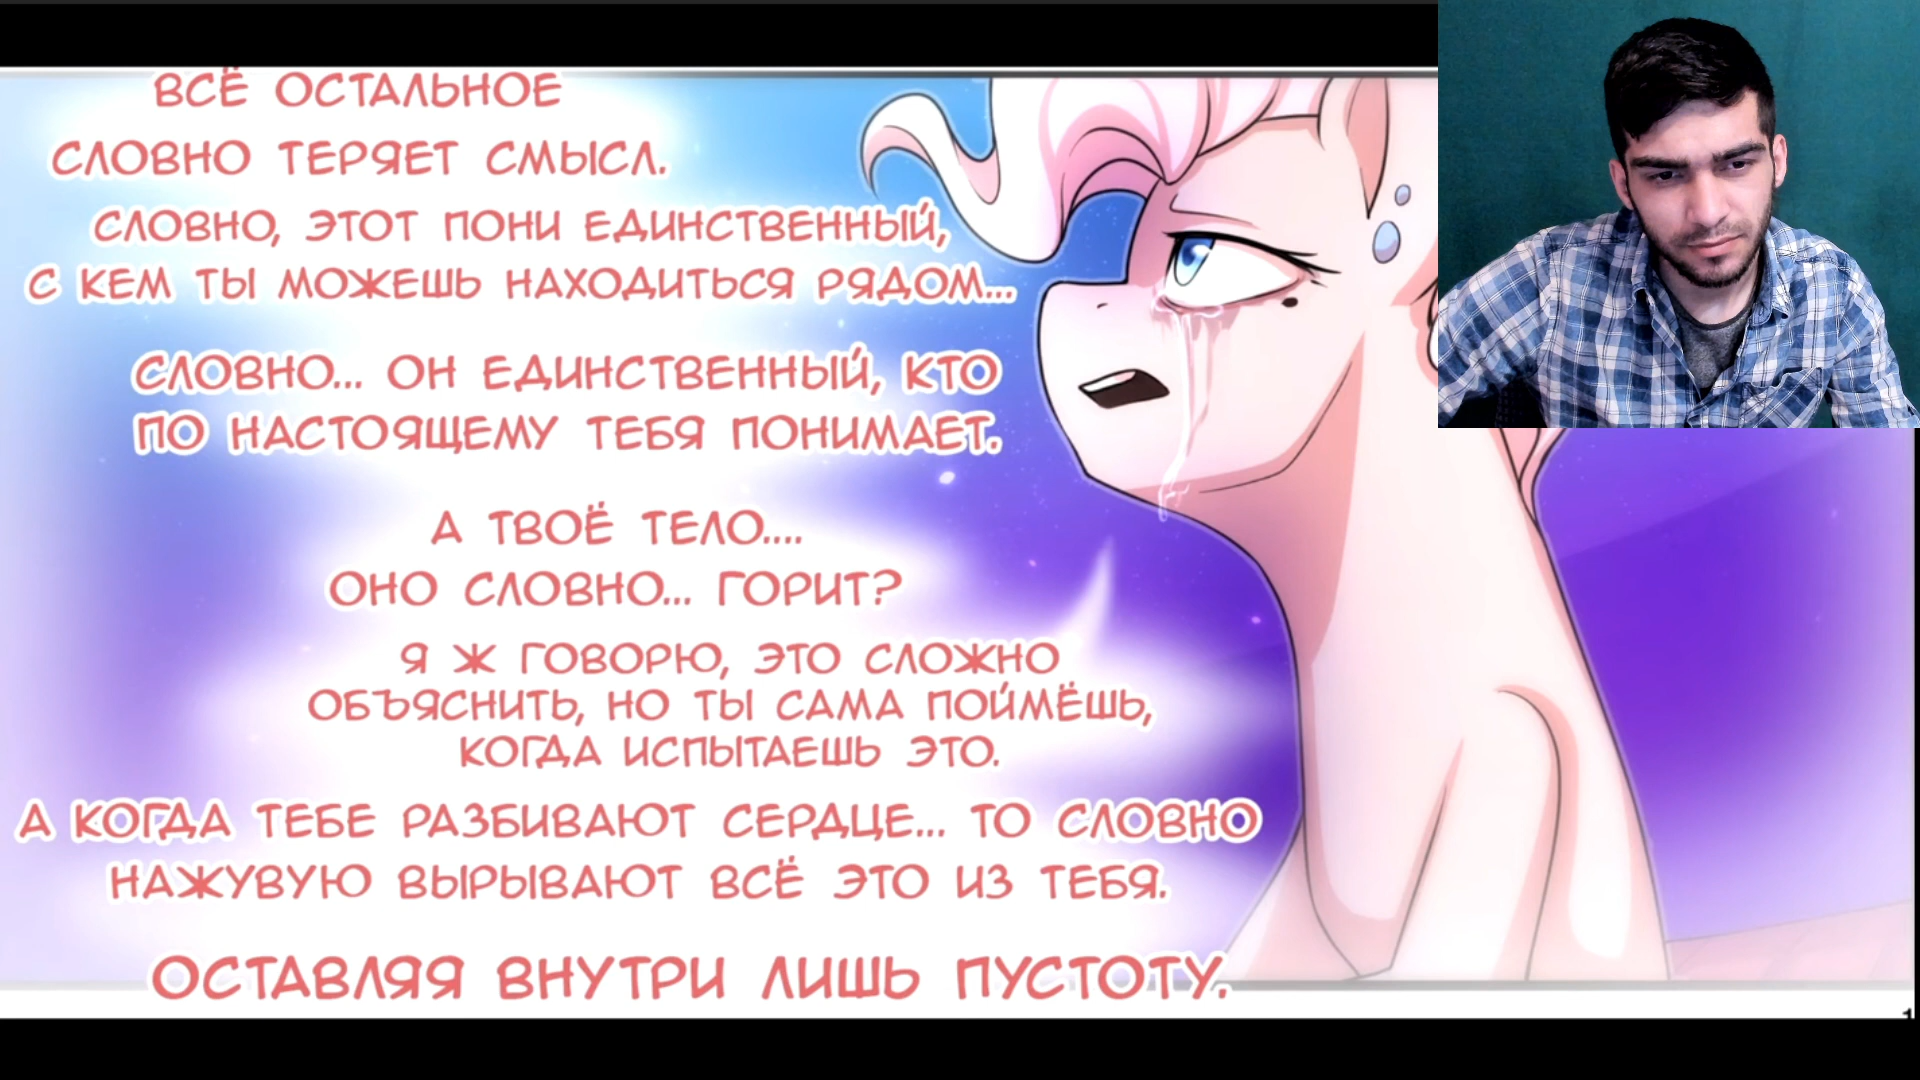 ВСЁ ОСТАЛЬНОЕ
СЛОВНО ТЕРЯЕТ СМЫСЛ.
СЛОВНО, ЭТОТ ПОНИ ЕДИНСТВЕННЫЙ,
С КЕМ ТЫ МОЖЕШЬ НАХОДИТЬСЯ РЯДОМ...
СЛОВНО... ОН ЕДИНСТВЕННЫЙ, КТО
ПО НАСТОЯЩЕМУ ТЕБЯ ПОНИМАЕТ.
А ТВОЁ ТЕЛО....
ОНО СЛОВНО... ГОРИТ?
Я Ж ГОВОРЮ, ЭТО СЛОЖНО
ОБЪЯСНИТЬ, НО ТЫ САМА ПОЙМЁШЬ,
КОГДА ИСПЫТАЕШЬ ЭТО.
А КОГДА ТЕБЕ РАЗБИВАЮТ СЕРДЦЕ... ТО СЛОВНО
НАЖУВУЮ ВЫРЫВАЮТ ВСЁ ЭТО ИЗ ТЕБЯ.
ОСТАВЛЯЯ ВНУТРИ ЛИШЬ ПУСТОТУ.